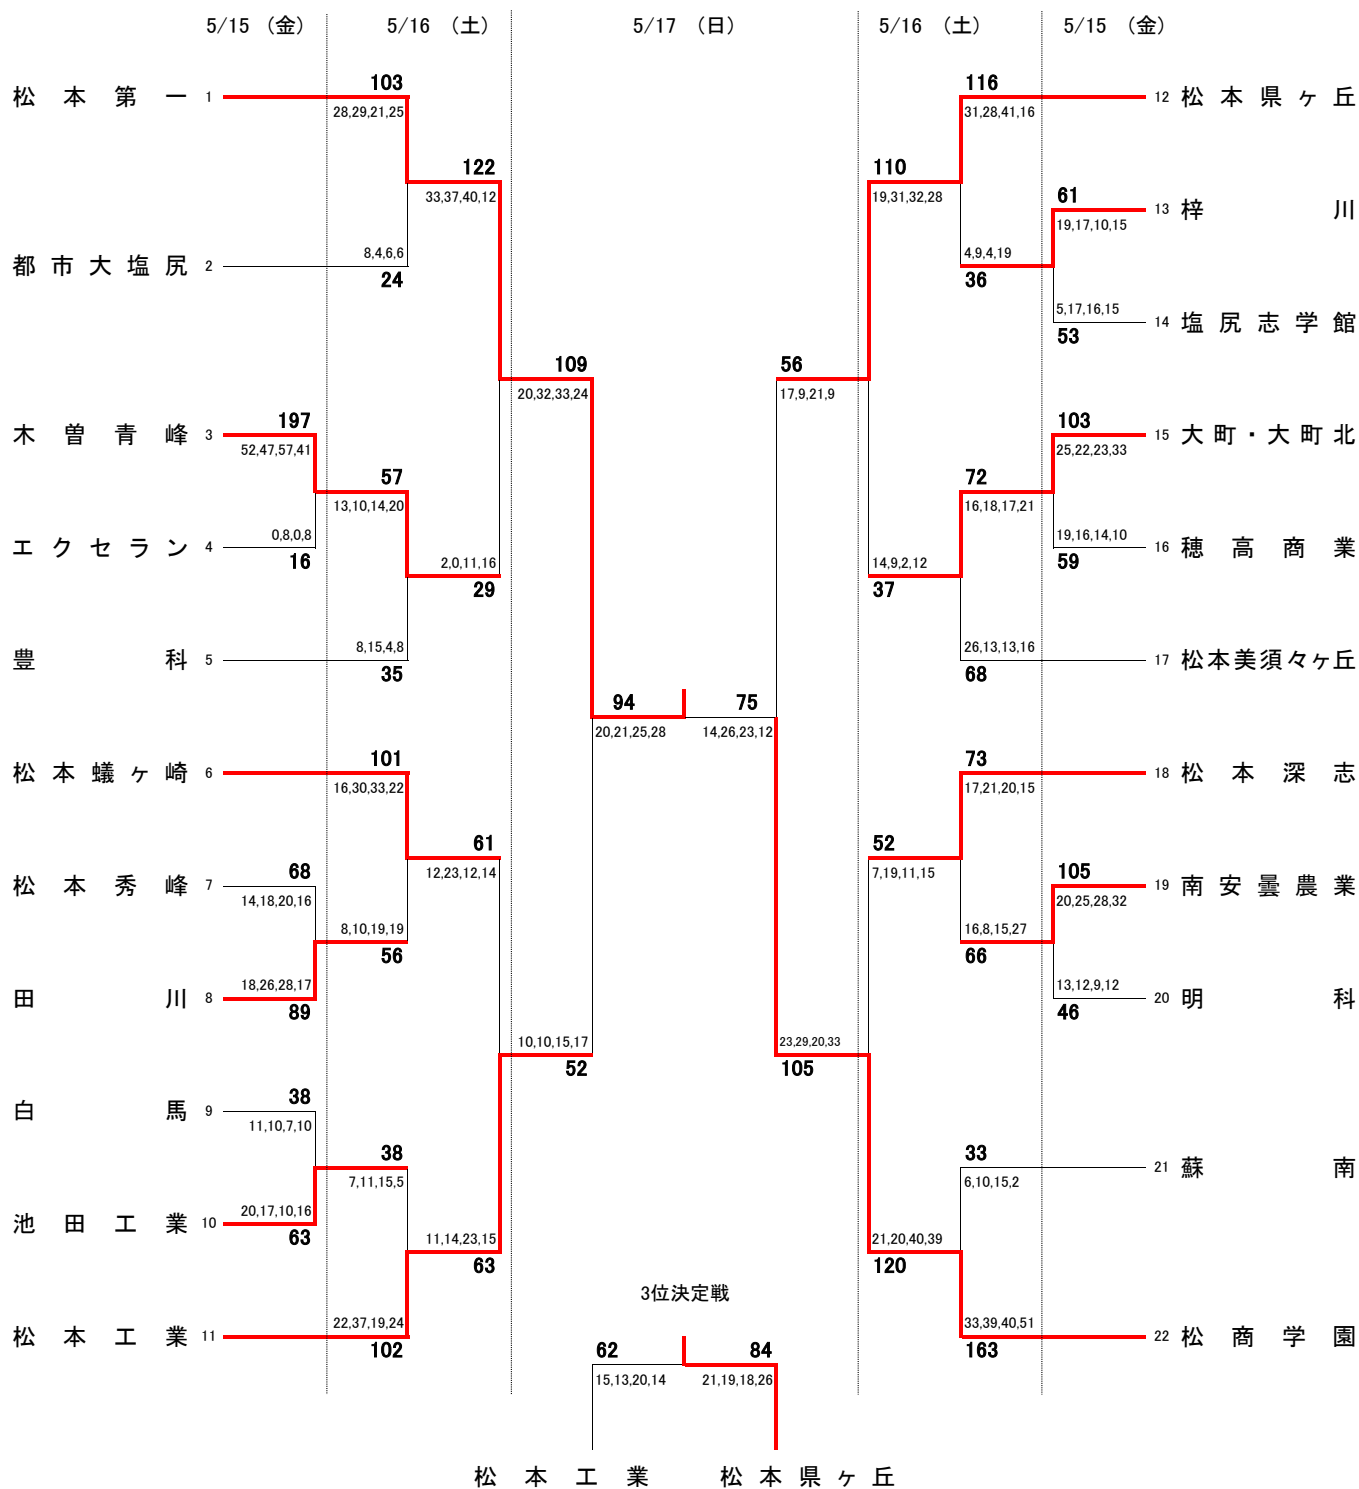 5/15 （金） 5/16 （土） 5/17 （日） 5/16 （土） 5/15 （金）
103 116
松本第一 1 12 松本県ヶ丘
28,29,21,25 31,28,41,16
122 110
33,37,40,12 19,31,32,28
61
13 梓川
19,17,10,15
8,4,6,6 4,9,4,19
都市大塩尻 2
24 36
5,17,16,15
14 塩尻志学館
53
109 56
20,32,33,24 17,9,21,9
197 103
木曽青峰 3 15 大町・大町北
52,47,57,41 25,22,23,33
57 72
13,10,14,20 16,18,17,21
0,8,0,8 19,16,14,10
エクセラン 4 16 穂高商業
16 59
2,0,11,16 14,9,2,12
29 37
8,15,4,8 26,13,13,16
豊科 5 17 松本美須々ヶ丘
35 68
94 75
20,21,25,28 14,26,23,12
101 73
松本蟻ヶ崎 6 18 松本深志
16,30,33,22 17,21,20,15
61 52
12,23,12,14 7,19,11,15
68 105
松本秀峰 7 19 南安曇農業
14,18,20,16 20,25,28,32
8,10,19,19 16,8,15,27
56 66
18,26,28,17 13,12,9,12
田川 8 20 明科
89 46
10,10,15,17 23,29,20,33
52 105
38
白馬 9
11,10,7,10
38 33
21 蘇南
7,11,15,5 6,10,15,2
20,17,10,16
池田工業 10
63
11,14,23,15 21,20,40,39
63 120
3位決定戦
22,37,19,24 33,39,40,51
松本工業 11 22 松商学園
102 163
62 84
15,13,20,14 21,19,18,26
松本工業 松本県ヶ丘